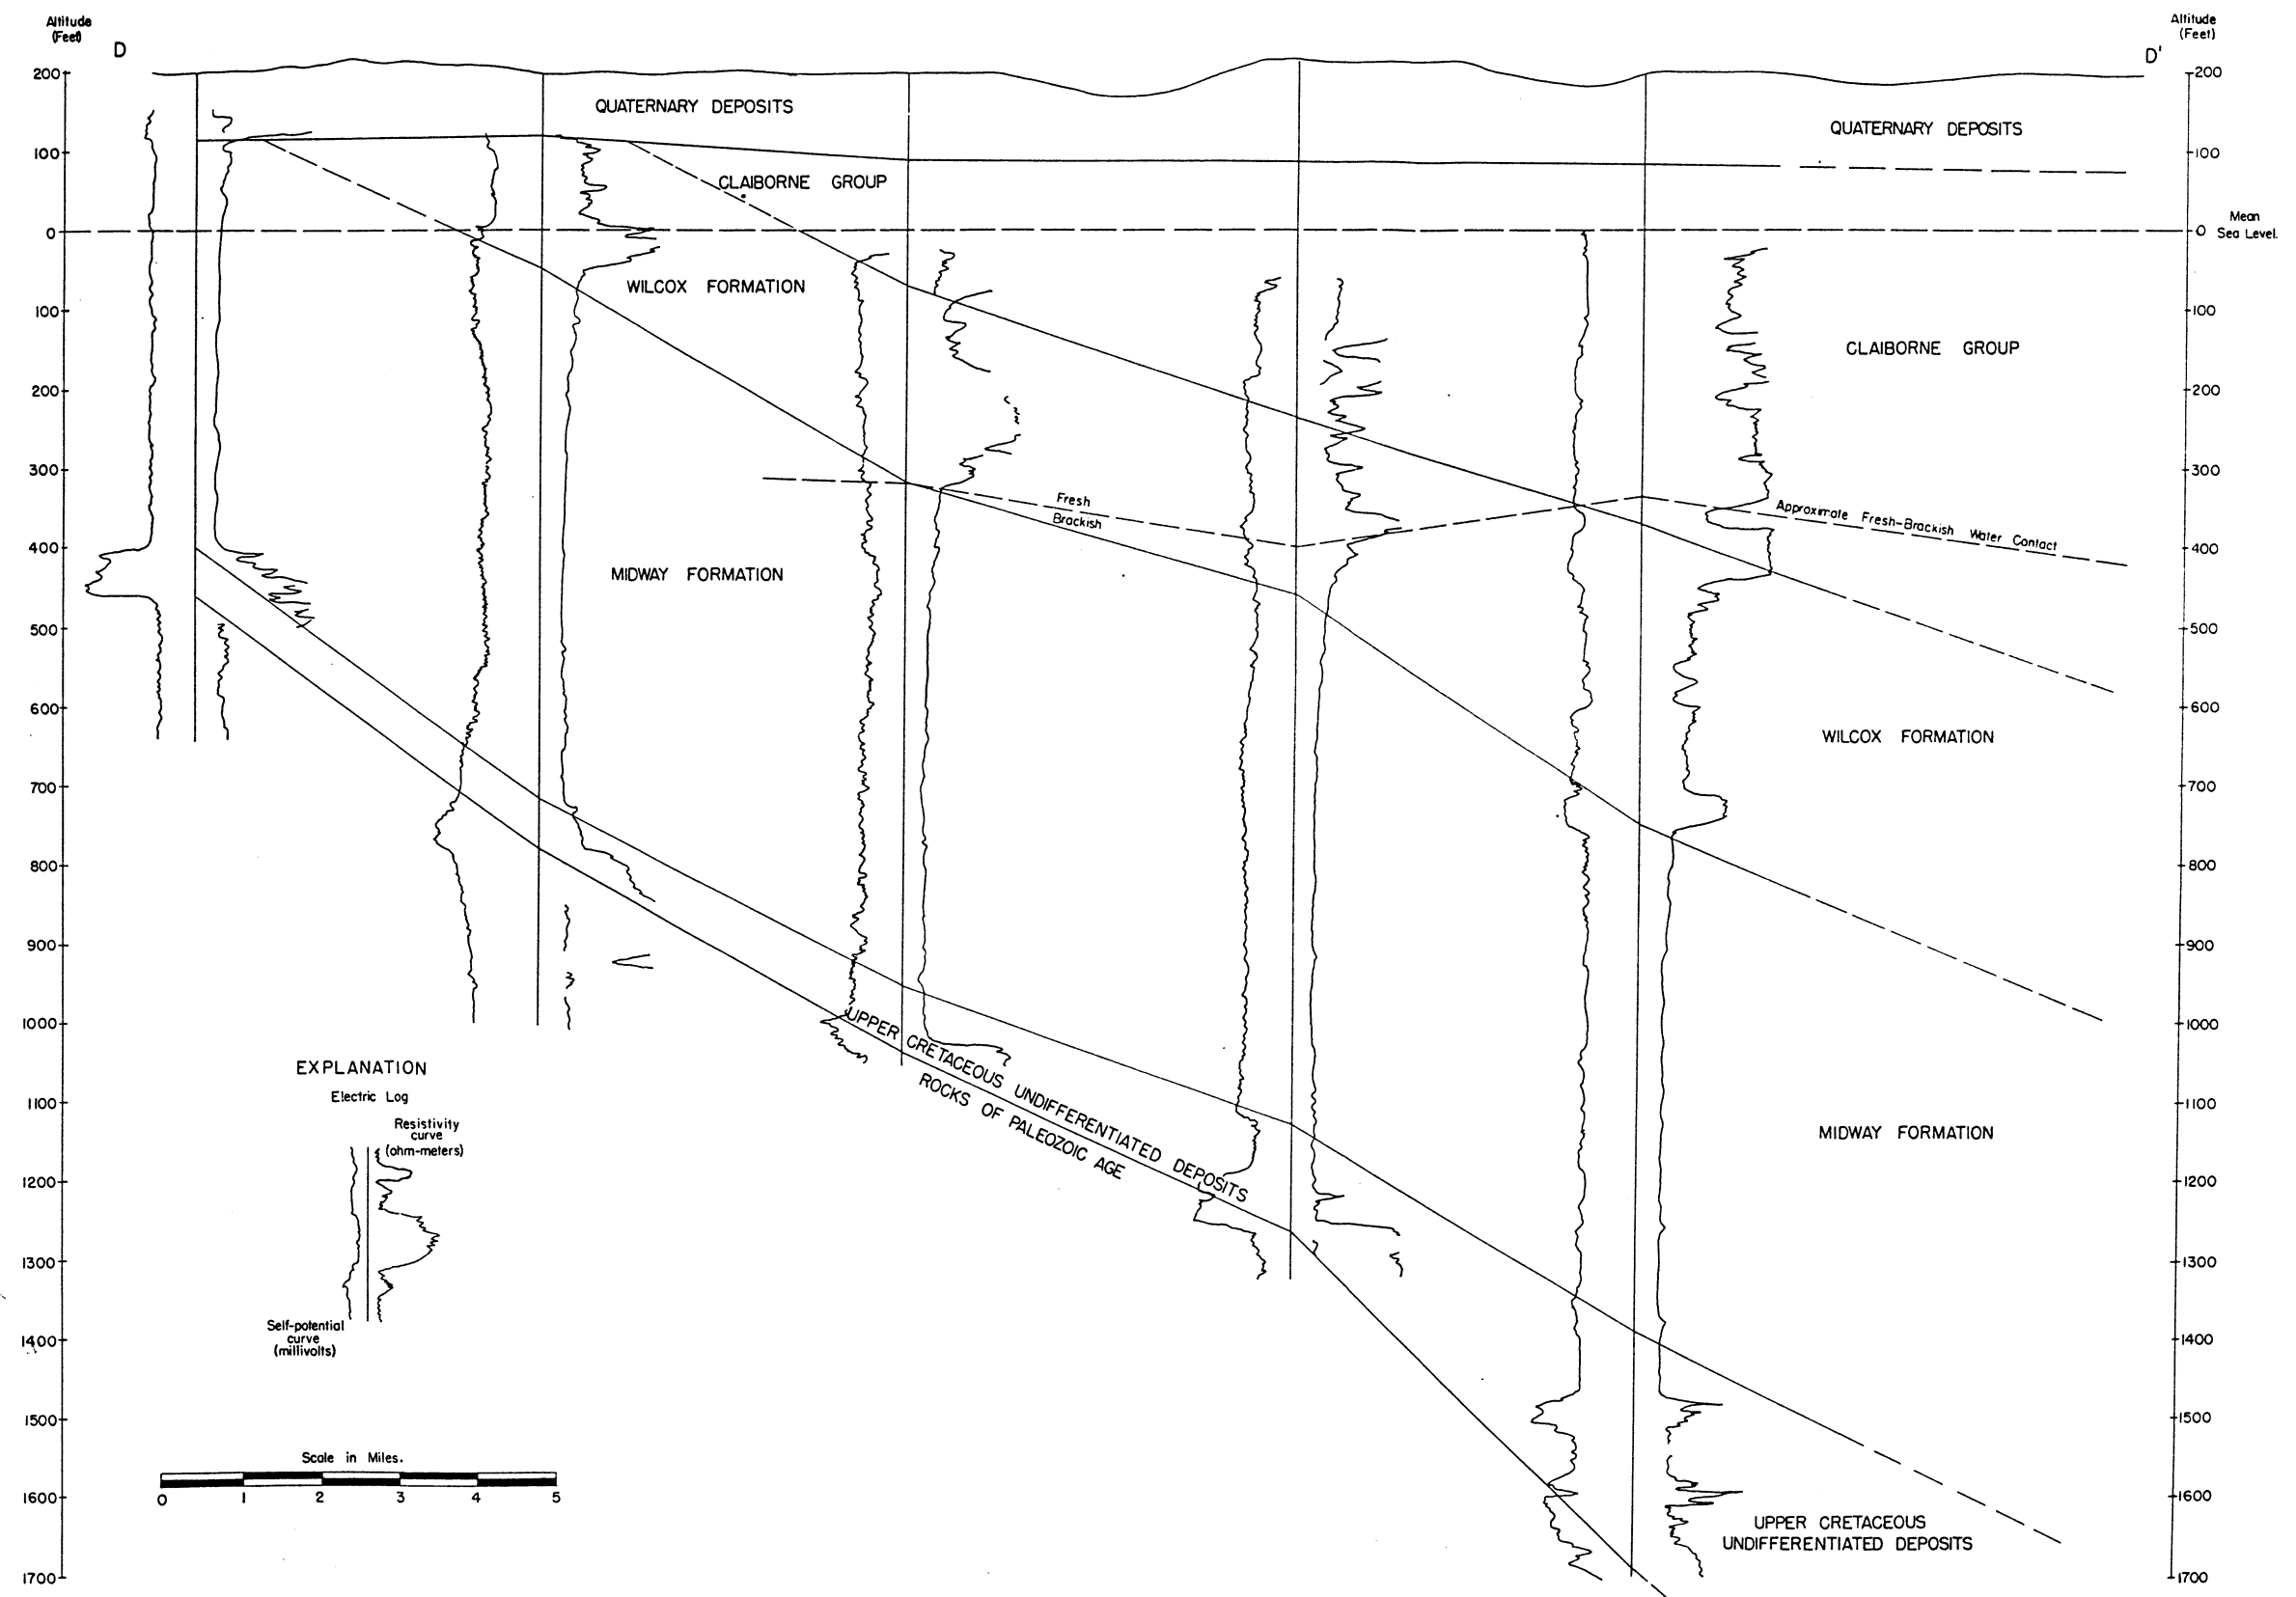 Altitude
(Feet)
D
Altitude
(Feet)
D'
200
100
0
100
200
300
400
500
600
700
800
900
1000
1100
1200
1300
1400
1500
1600
1700
QUATERNARY DEPOSITS
QUATERNARY DEPOSITS
CLAIBORNE GROUP
WILCOX FORMATION
MIDWAY FORMATION
Fresh
Brackish
Approximate Fresh-Brackish Water Contact
CLAIBORNE GROUP
WILCOX FORMATION
MIDWAY FORMATION
UPPER CRETACEOUS UNDIFFERENTIATED DEPOSITS
ROCKS OF PALEOZOIC AGE
UPPER CRETACEOUS
UNDIFFERENTIATED DEPOSITS
EXPLANATION
Electric Log
Resistivity
curve
(ohm-meters)
Self-potential
curve
(millivolts)
Scale in Miles.
0 1 2 3 4 5
200
100
0
Mean
Sea Level.
100
200
300
400
500
600
700
800
900
1000
1100
1200
1300
1400
1500
1600
1700